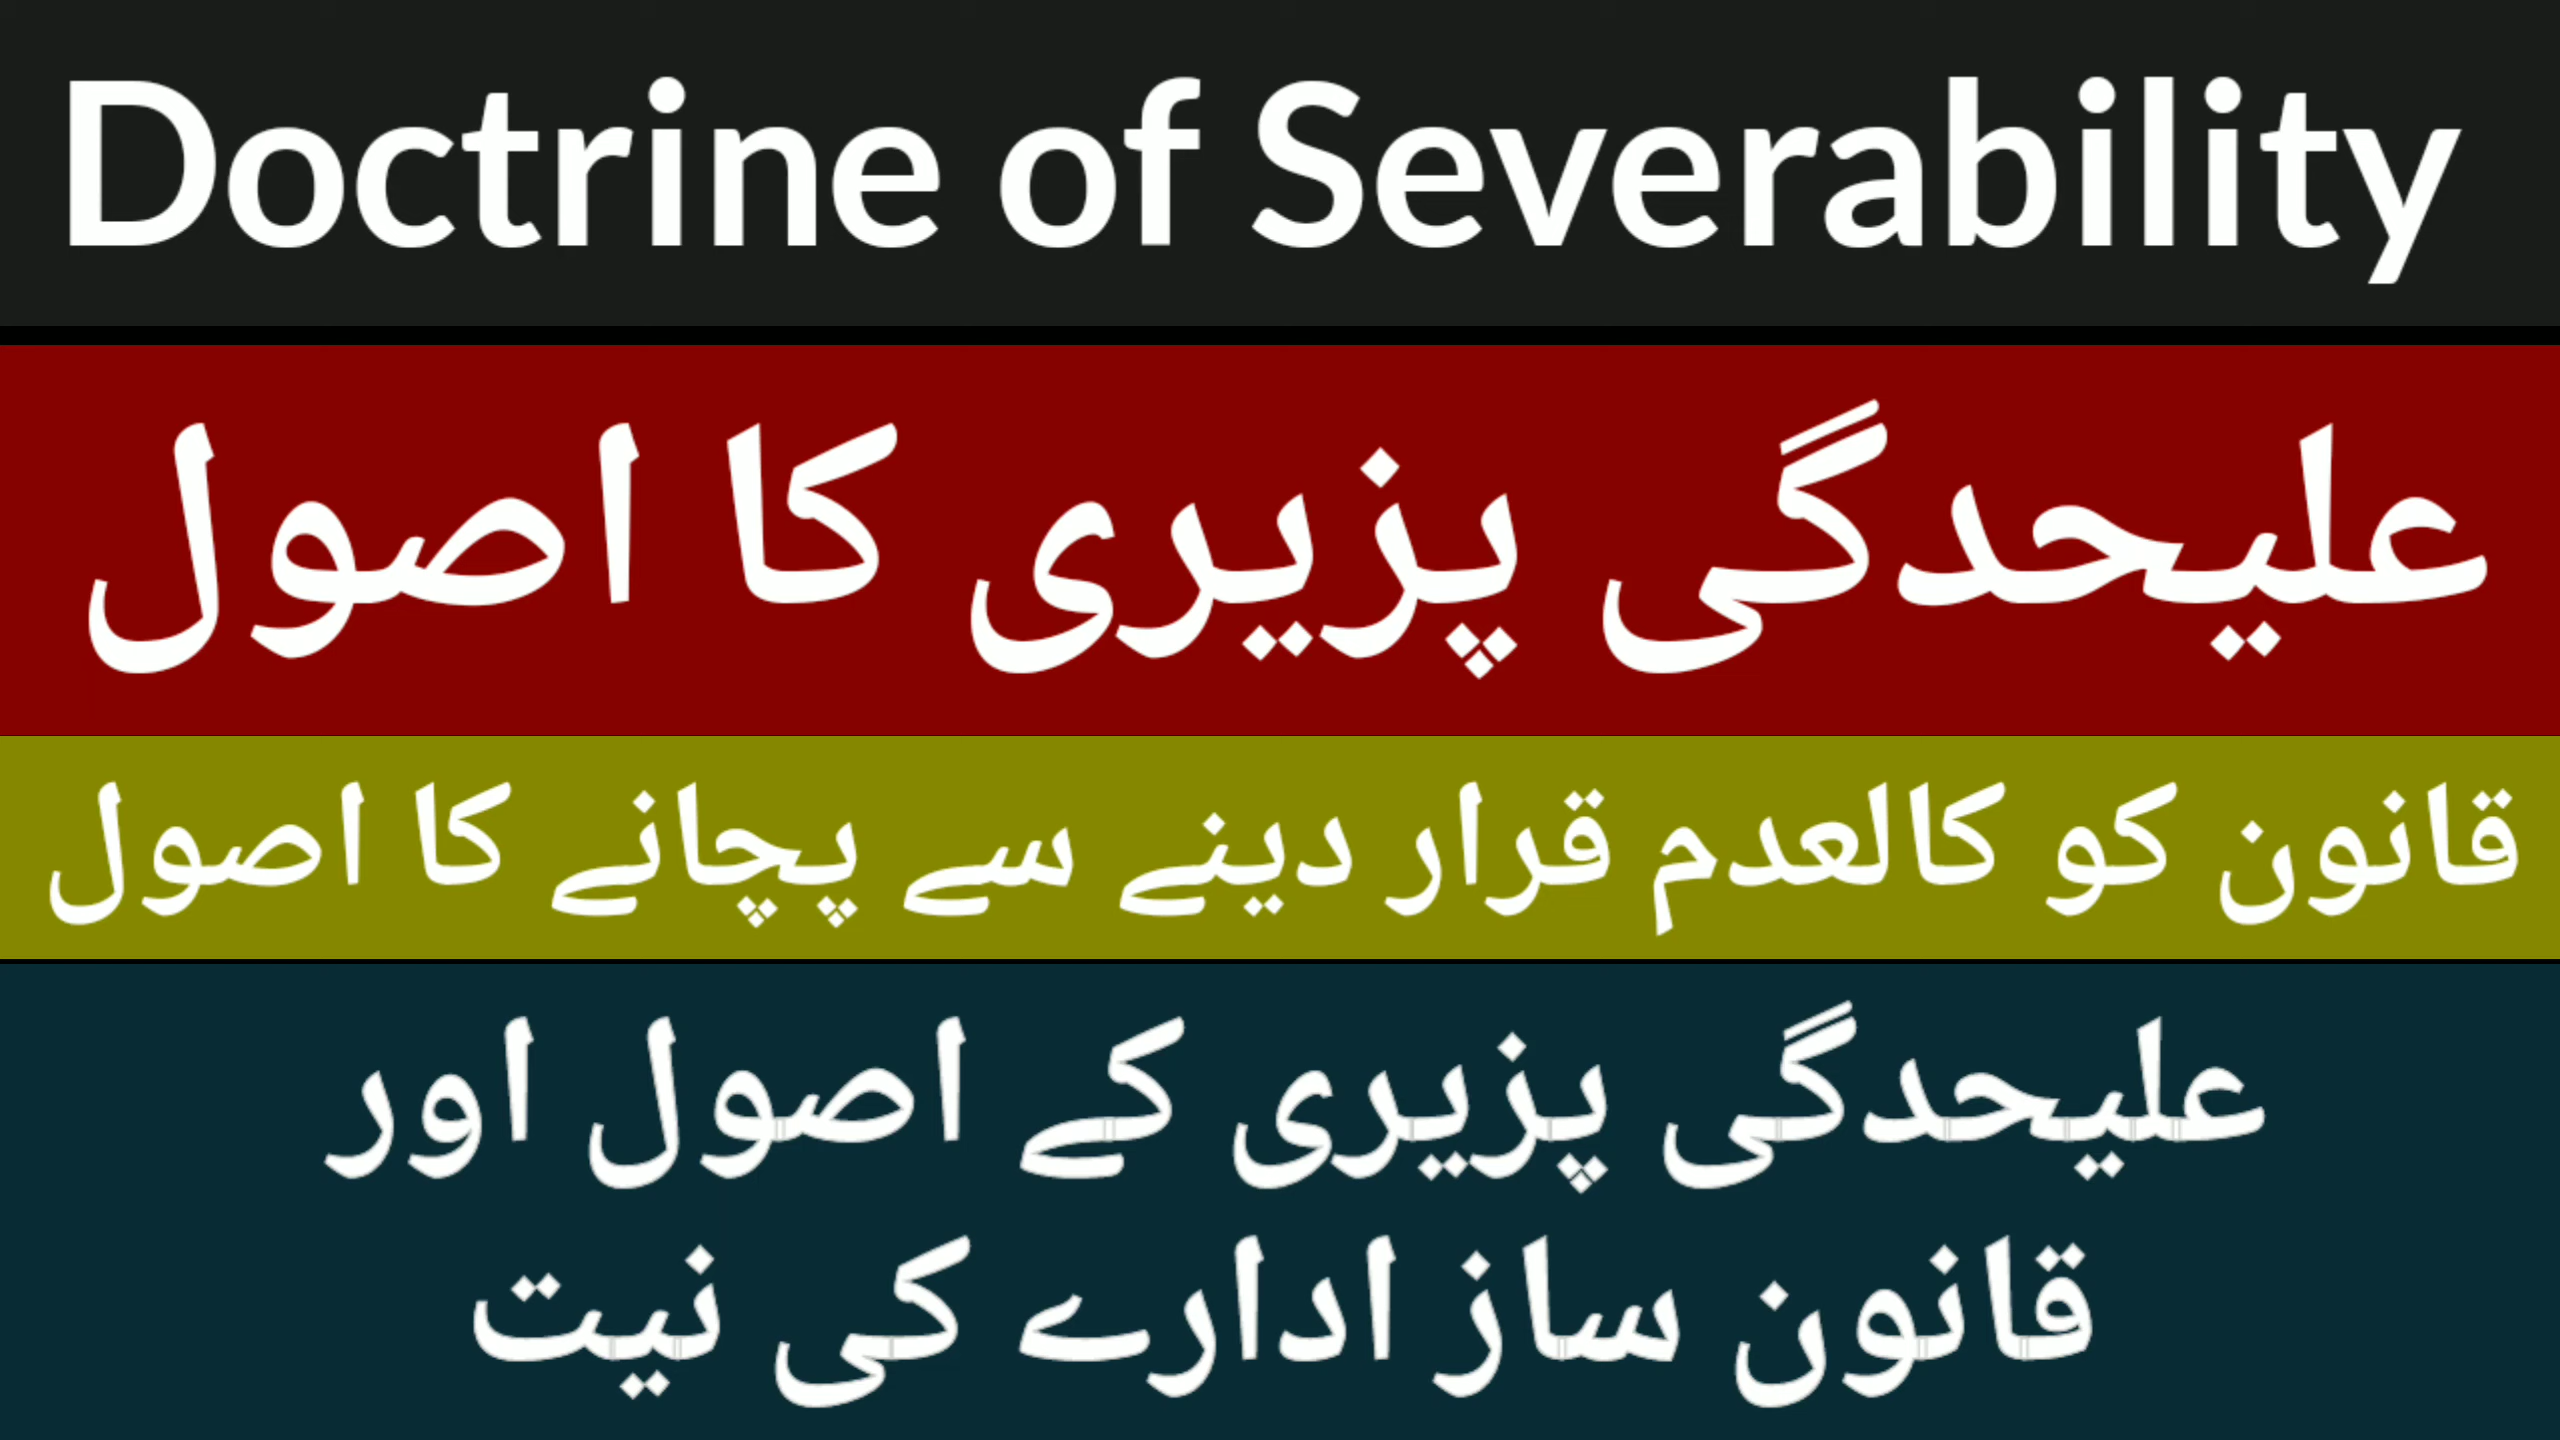 Doctrine of Severability
علیحدگی پزیری کا اصول
قانون کو کالعدم قرار دینے سے پچانے کا اصول
علیحدگی پزیری کے اصول اور
قانون ساز ادارے کی نیت